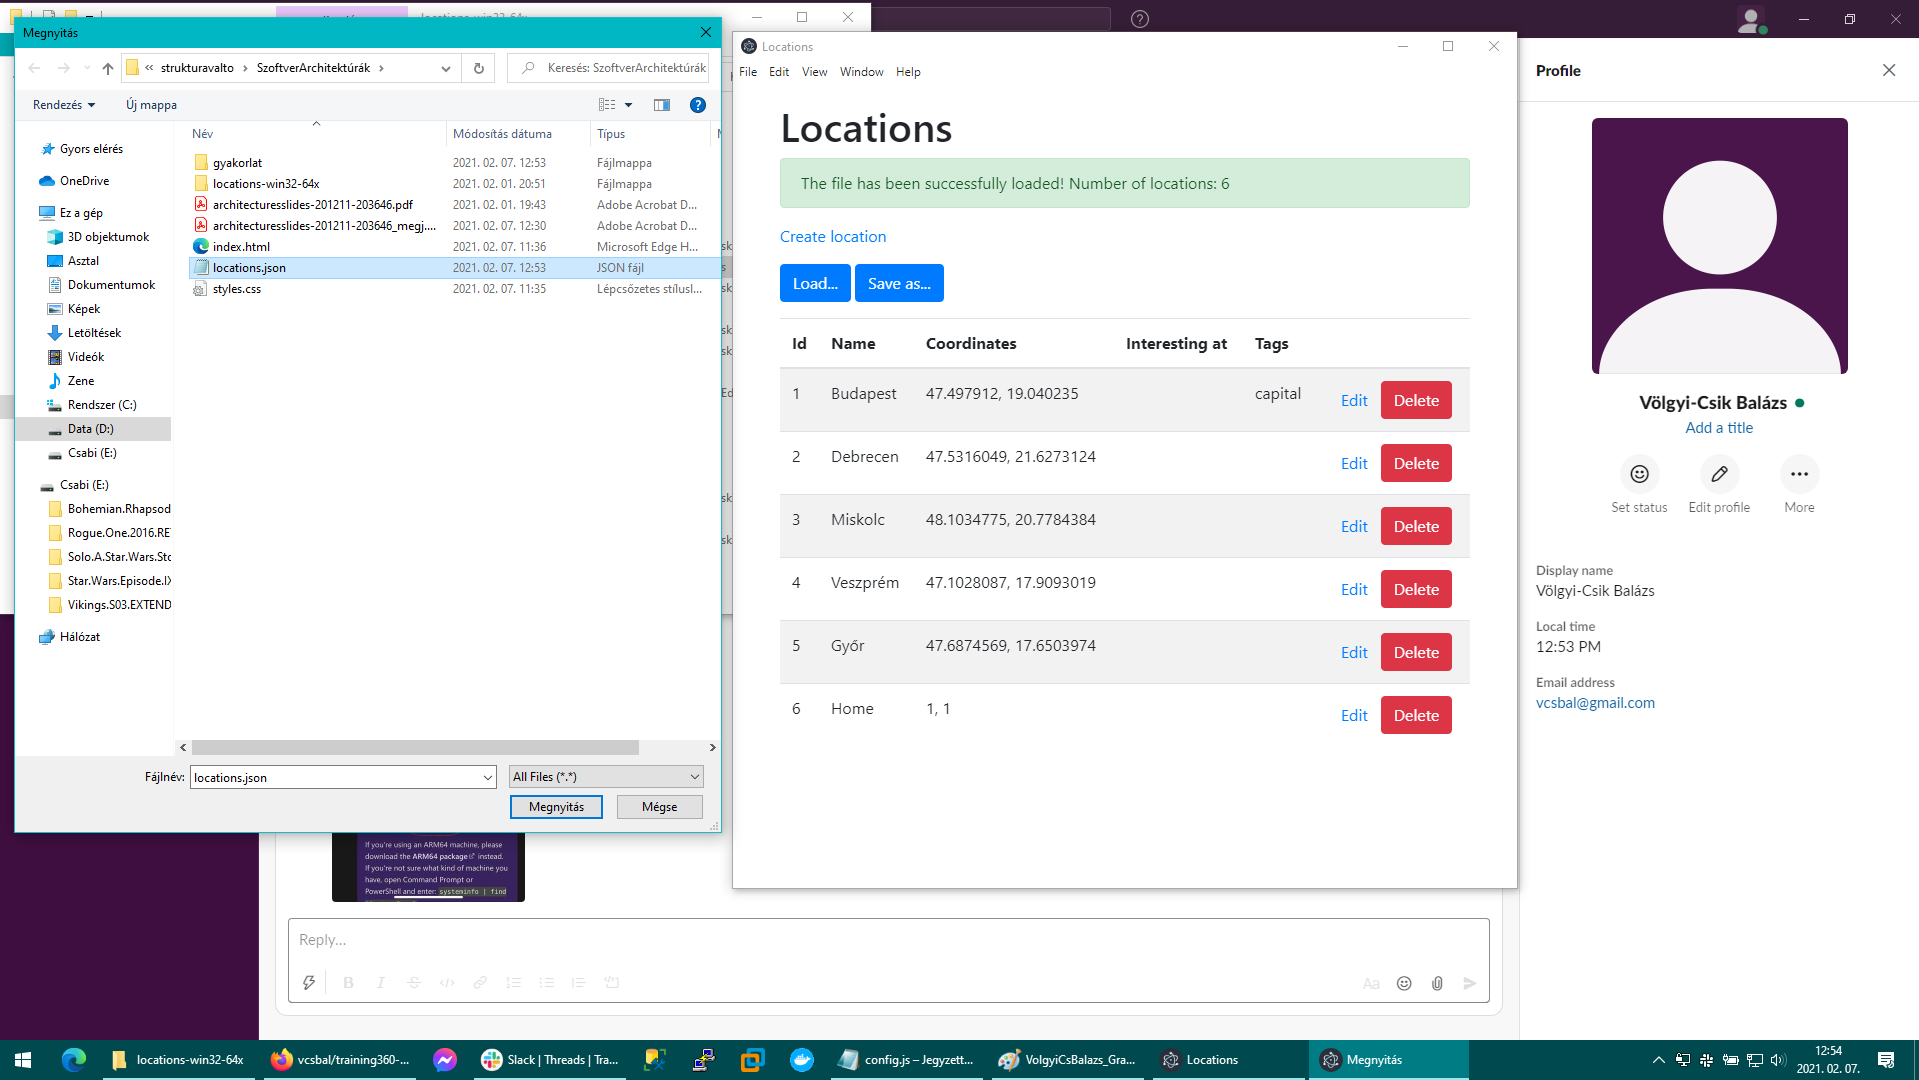 locations-win32-64x
Megnyitás
strukturavalto
SzoftverArchitektúrák
Keresés: SzoftverArchitektúrák
Rendezés
Új mappa
Gyors elérés
OneDrive
Ez a gép
3D objektumok
Asztal
Dokumentumok
Képek
Letöltések
Videók
Zene
Rendszer (C:)
Data (D:)
Csabi (E:)
Csabi (E:)
Bohemian.Rhapsod
Rogue.One.2016.RE
Solo.A.Star.Wars.Sto
Star.Wars.Episode.IX
Vikings.S03.EXTEND
Hálózat
Név Módosítás dátuma Típus
gyakorlat 2021. 02. 07. 12:53 Fájlmappa
locations-win32-64x 2021. 02. 01. 20:51 Fájlmappa
architecturesslides-201211-203646.pdf 2021. 02. 01. 19:43 Adobe Acrobat D...
architecturesslides-201211-203646_megj.... 2021. 02. 07. 12:30 Adobe Acrobat D...
index.html 2021. 02. 07. 11:36 Microsoft Edge H...
locations.json 2021. 02. 07. 12:53 JSON fájl
styles.css 2021. 02. 07. 11:35 Lépcsőzetes stílusl...
Fájlnév: locations.json All Files (*.*)
Megnyitás Mégse
Locations
File Edit View Window Help
Locations
The file has been successfully loaded! Number of locations: 6
Create location
Load... Save as...
Id Name Coordinates Interesting at Tags
1 Budapest 47.497912, 19.040235 capital Edit Delete
2 Debrecen 47.5316049, 21.6273124 Edit Delete
3 Miskolc 48.1034775, 20.7784384 Edit Delete
4 Veszprém 47.1028087, 17.9093019 Edit Delete
5 Győr 47.6874569, 17.6503974 Edit Delete
6 Home 1, 1 Edit Delete
Profile
Völgyi-Csik Balázs
Add a title
Set status Edit profile More
Display name
Völgyi-Csik Balázs
Local time
12:53 PM
Email address
vcsbal@gmail.com
If you're using an ARM64 machine, please
download the ARM64 package instead.
If you're not sure what kind of machine you
have, open Command Prompt or
PowerShell and enter: systeminfo | find
Reply...
Aa
locations-win32-64x
vcsbal/training360-...
Slack | Threads | Tra...
config.js – Jegyzett...
VolgyiCsBalazs_Gra...
Locations
Megnyitás
12:54
2021. 02. 07.